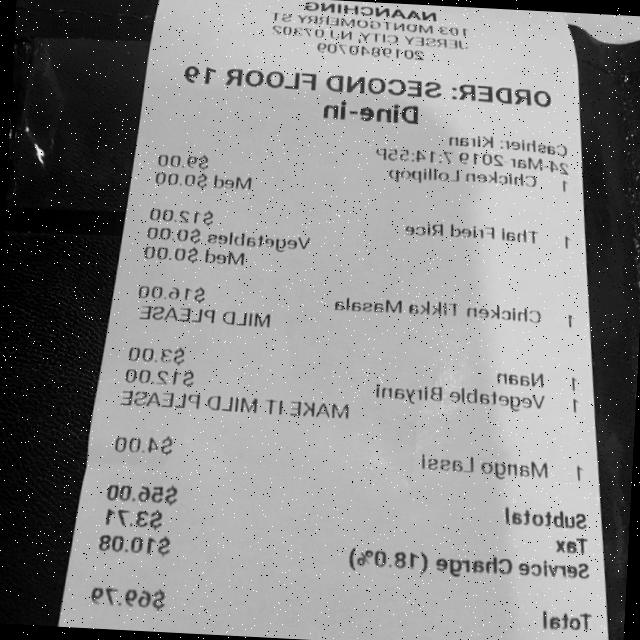 NAANCHING
103 MONTGOMERY ST
JERSEY CITY, NJ 07302
2019840709
ORDER: SECOND FLOOR 19
Dine-in
Cashier: Kiran
24-Mar-2019 7:14:55P
1 Chicken Lollipop $9.00
Med $0.00
1 Thai Fried Rice $12.00
Vegetables $0.00
Med $0.00
1 Chicken Tikka Masala $16.00
MILD PLEASE
1 Naan $3.00
1 Vegetable Biryani $12.00
MAKE IT MILD PLEASE
1 Mango Lassi $4.00
Subtotal $56.00
Tax $3.71
Service Charge (18.0%) $10.08
Total $69.79